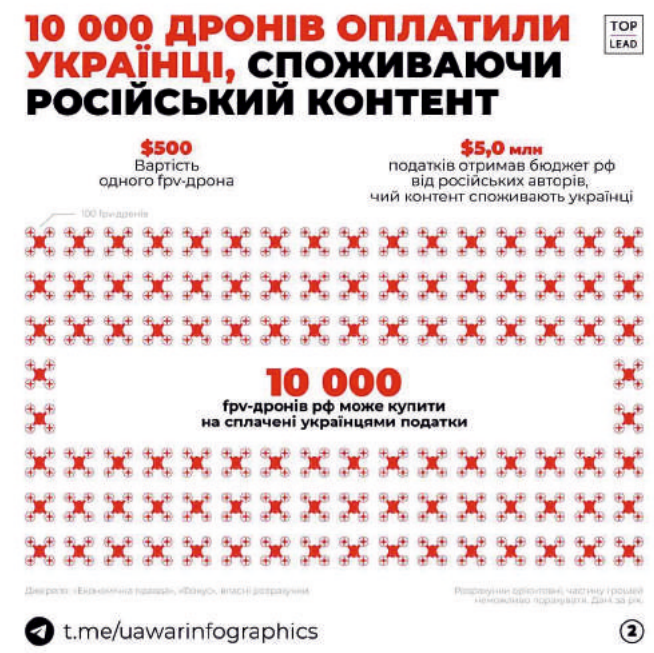 10 000 ДРОНІВ ОПЛАТИЛИ
УКРАЇНЦІ, СПОЖИВАЮЧИ
РОСІЙСЬКИЙ КОНТЕНТ
TOP
LEAD
$500
Вартість
одного fpv-дрона
$5,0 млн
податків отримав бюджет рф
від російських авторів,
чий контент споживають українці
100 fpv-дронів
10 000
fpv-дронів рф може купити
на сплачені українцями податки
Джерело: «Економічна правда», «Фокус», власні розрахунки
Розрахунки орієнтовні, частину грошей
неможливо порахувати. Дані за рік.
t.me/uawarinfographics
2